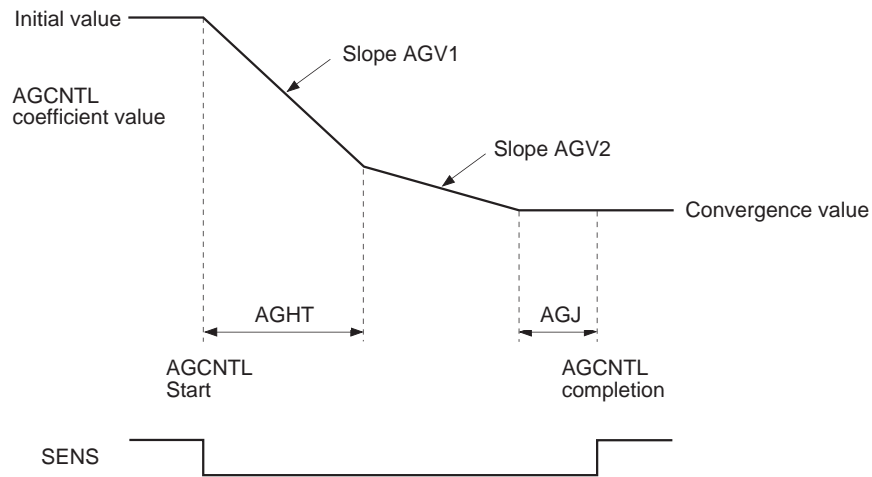 Initial value
Slope AGV1
AGCNTL
coefficient value
Slope AGV2
Convergence value
AGHT
AGJ
AGCNTL
Start
AGCNTL
completion
SENS